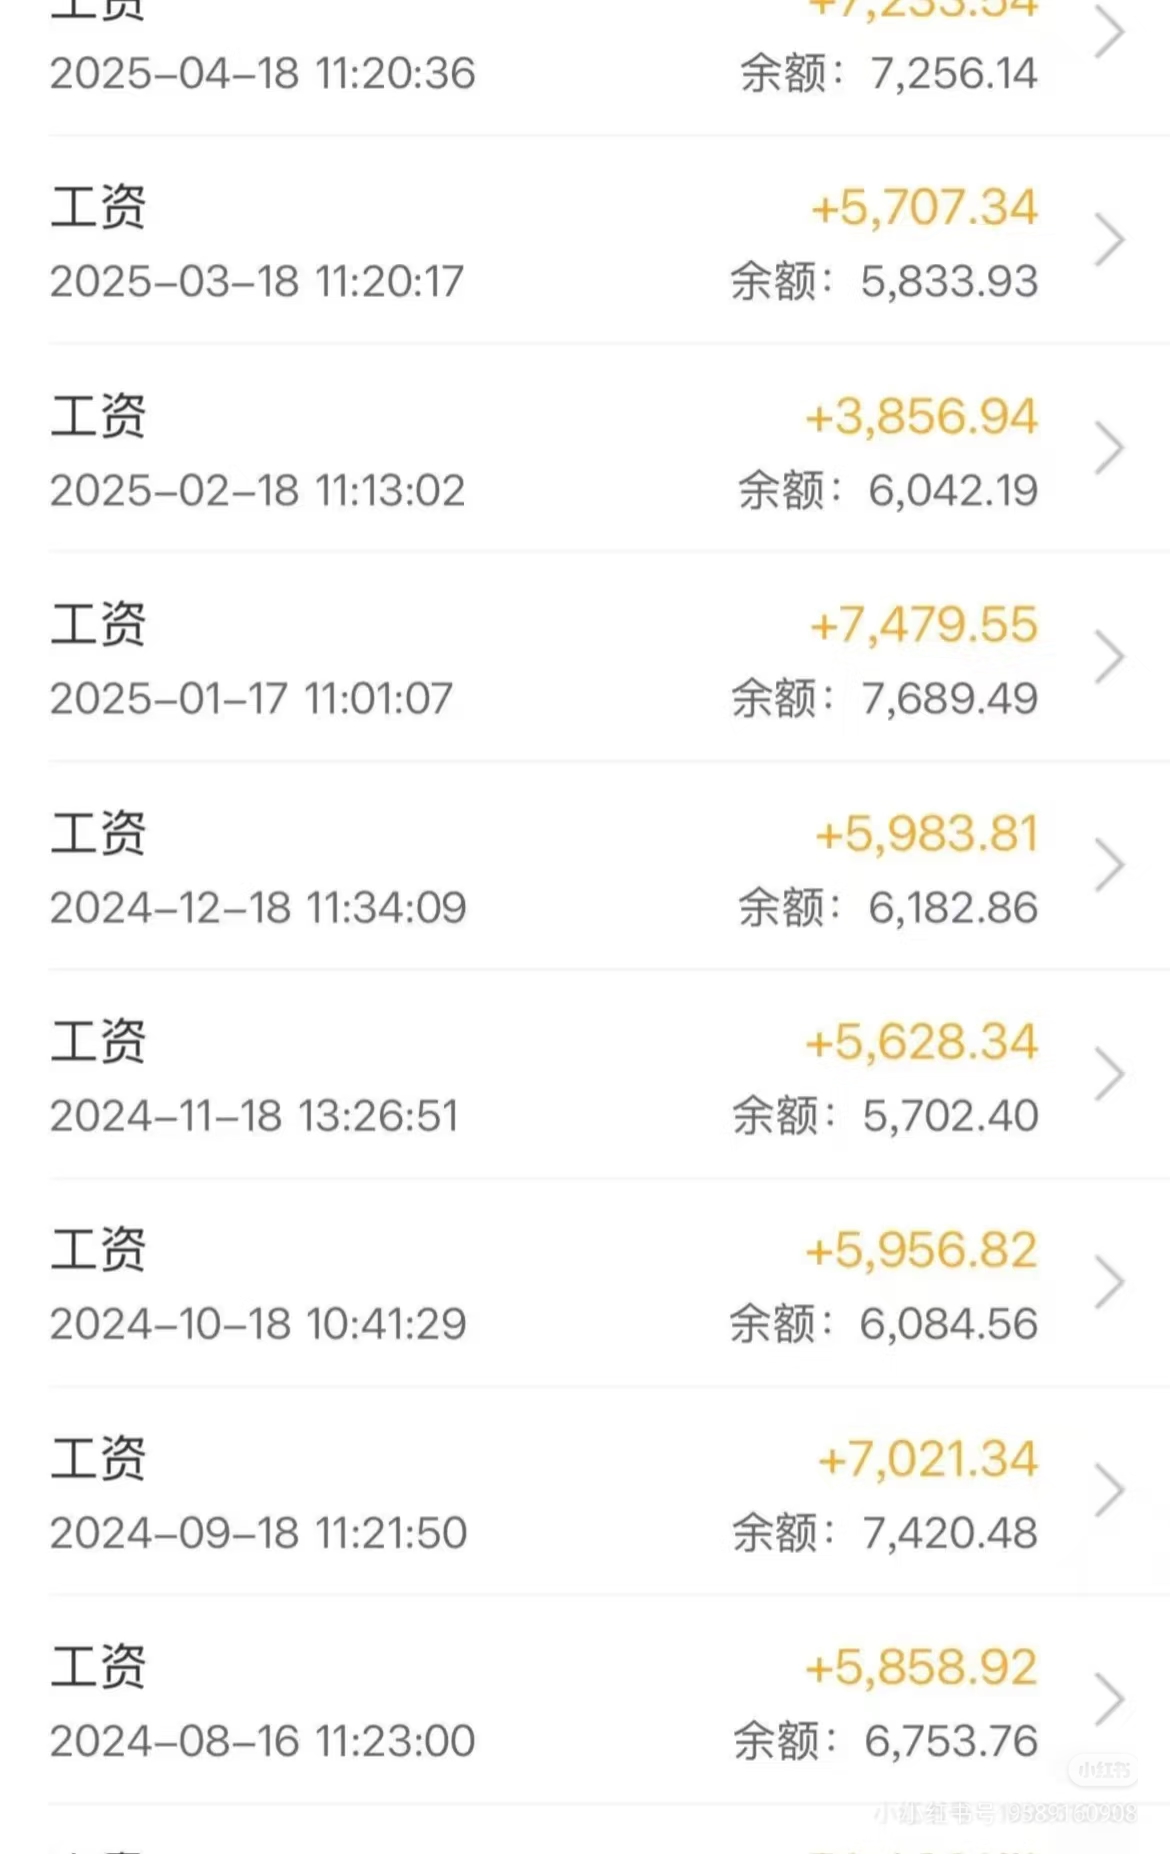 工资 +7,233.54
2025-04-18 11:20:36 余额：7,256.14
工资 +5,707.34
2025-03-18 11:20:17 余额：5,833.93
工资 +3,856.94
2025-02-18 11:13:02 余额：6,042.19
工资 +7,479.55
2025-01-17 11:01:07 余额：7,689.49
工资 +5,983.81
2024-12-18 11:34:09 余额：6,182.86
工资 +5,628.34
2024-11-18 13:26:51 余额：5,702.40
工资 +5,956.82
2024-10-18 10:41:29 余额：6,084.56
工资 +7,021.34
2024-09-18 11:21:50 余额：7,420.48
工资 +5,858.92
2024-08-16 11:23:00 余额：6,753.76
小红书